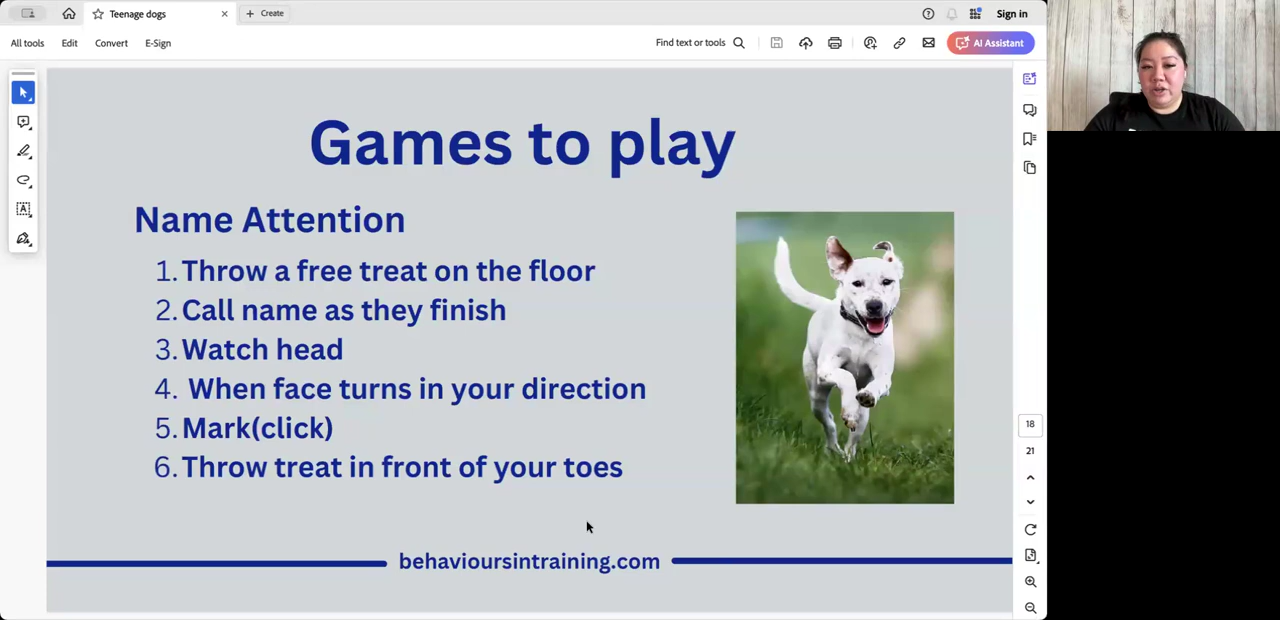 Teenage dogs
Create
Sign in
All tools
Edit
Convert
E-Sign
Find text or tools
AI Assistant
Games to play
Name Attention
1. Throw a free treat on the floor
2. Call name as they finish
3. Watch head
4. When face turns in your direction
5. Mark(click)
6. Throw treat in front of your toes
behavioursintraining.com
18
21